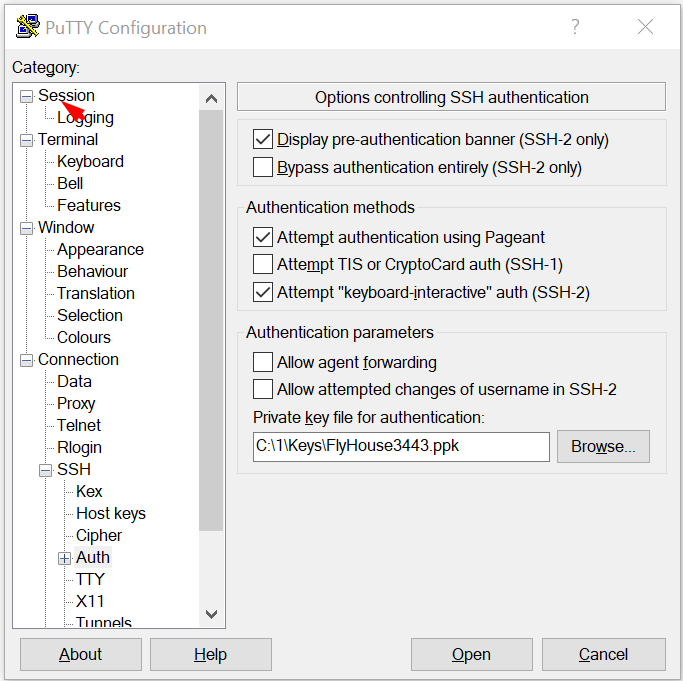 PuTTY Configuration
?
Category:
Session
Logging
Terminal
Keyboard
Bell
Features
Window
Appearance
Behaviour
Translation
Selection
Colours
Connection
Data
Proxy
Telnet
Rlogin
SSH
Kex
Host keys
Cipher
Auth
TTY
X11
Tunnels
Options controlling SSH authentication
Display pre-authentication banner (SSH-2 only)
Bypass authentication entirely (SSH-2 only)
Authentication methods
Attempt authentication using Pageant
Attempt TIS or CryptoCard auth (SSH-1)
Attempt "keyboard-interactive" auth (SSH-2)
Authentication parameters
Allow agent forwarding
Allow attempted changes of username in SSH-2
Private key file for authentication:
C:\1\Keys\FlyHouse3443.ppk
Browse...
About
Help
Open
Cancel